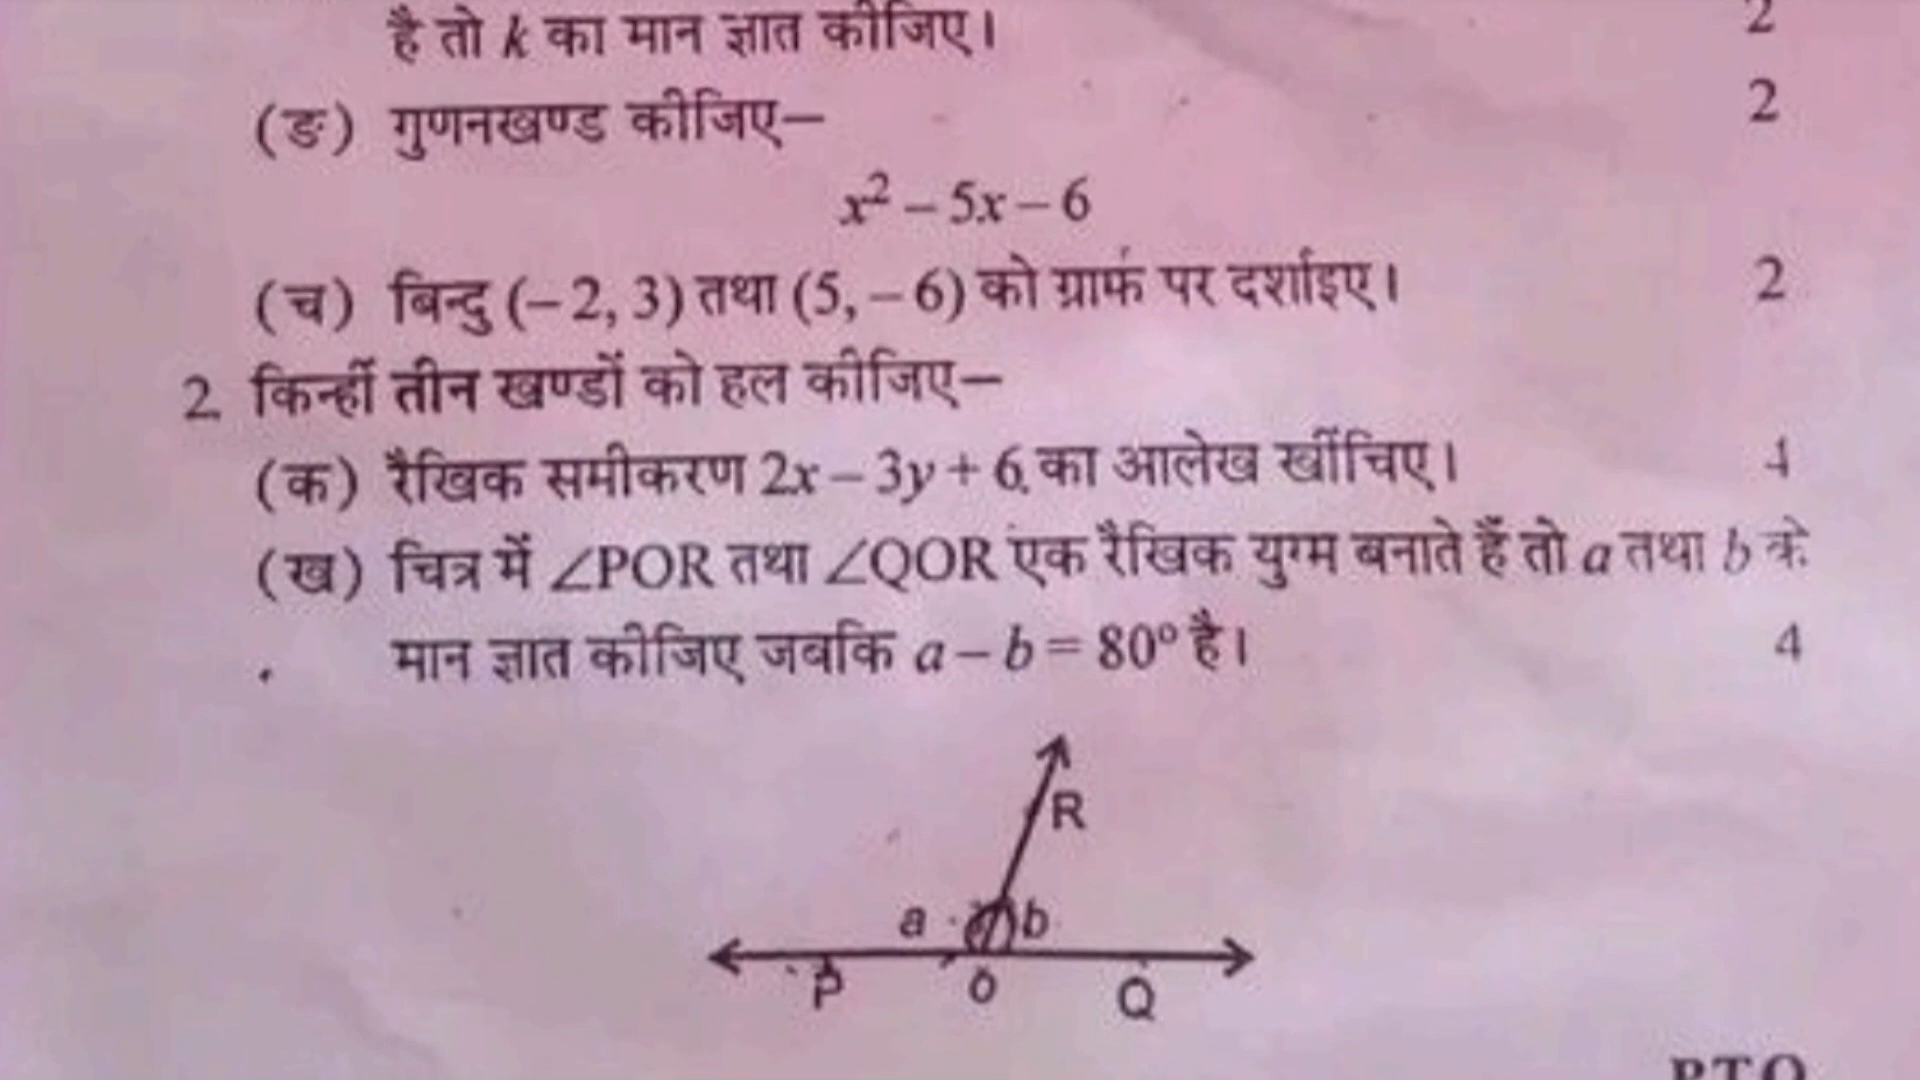 है तो k का मान ज्ञात कीजिए। 2
(ङ) गुणनखण्ड कीजिए— 2
x² – 5x – 6
(च) बिन्दु (– 2, 3) तथा (5, – 6) को ग्राफ पर दर्शाइए। 2
2. किन्हीं तीन खण्डों को हल कीजिए—
(क) रैखिक समीकरण 2x – 3y + 6 का आलेख खींचिए। 4
(ख) चित्र में ∠POR तथा ∠QOR एक रैखिक युग्म बनाते हैं तो a तथा b के
मान ज्ञात कीजिए जबकि a – b = 80° है। 4
R
a b
P O Q
PTO